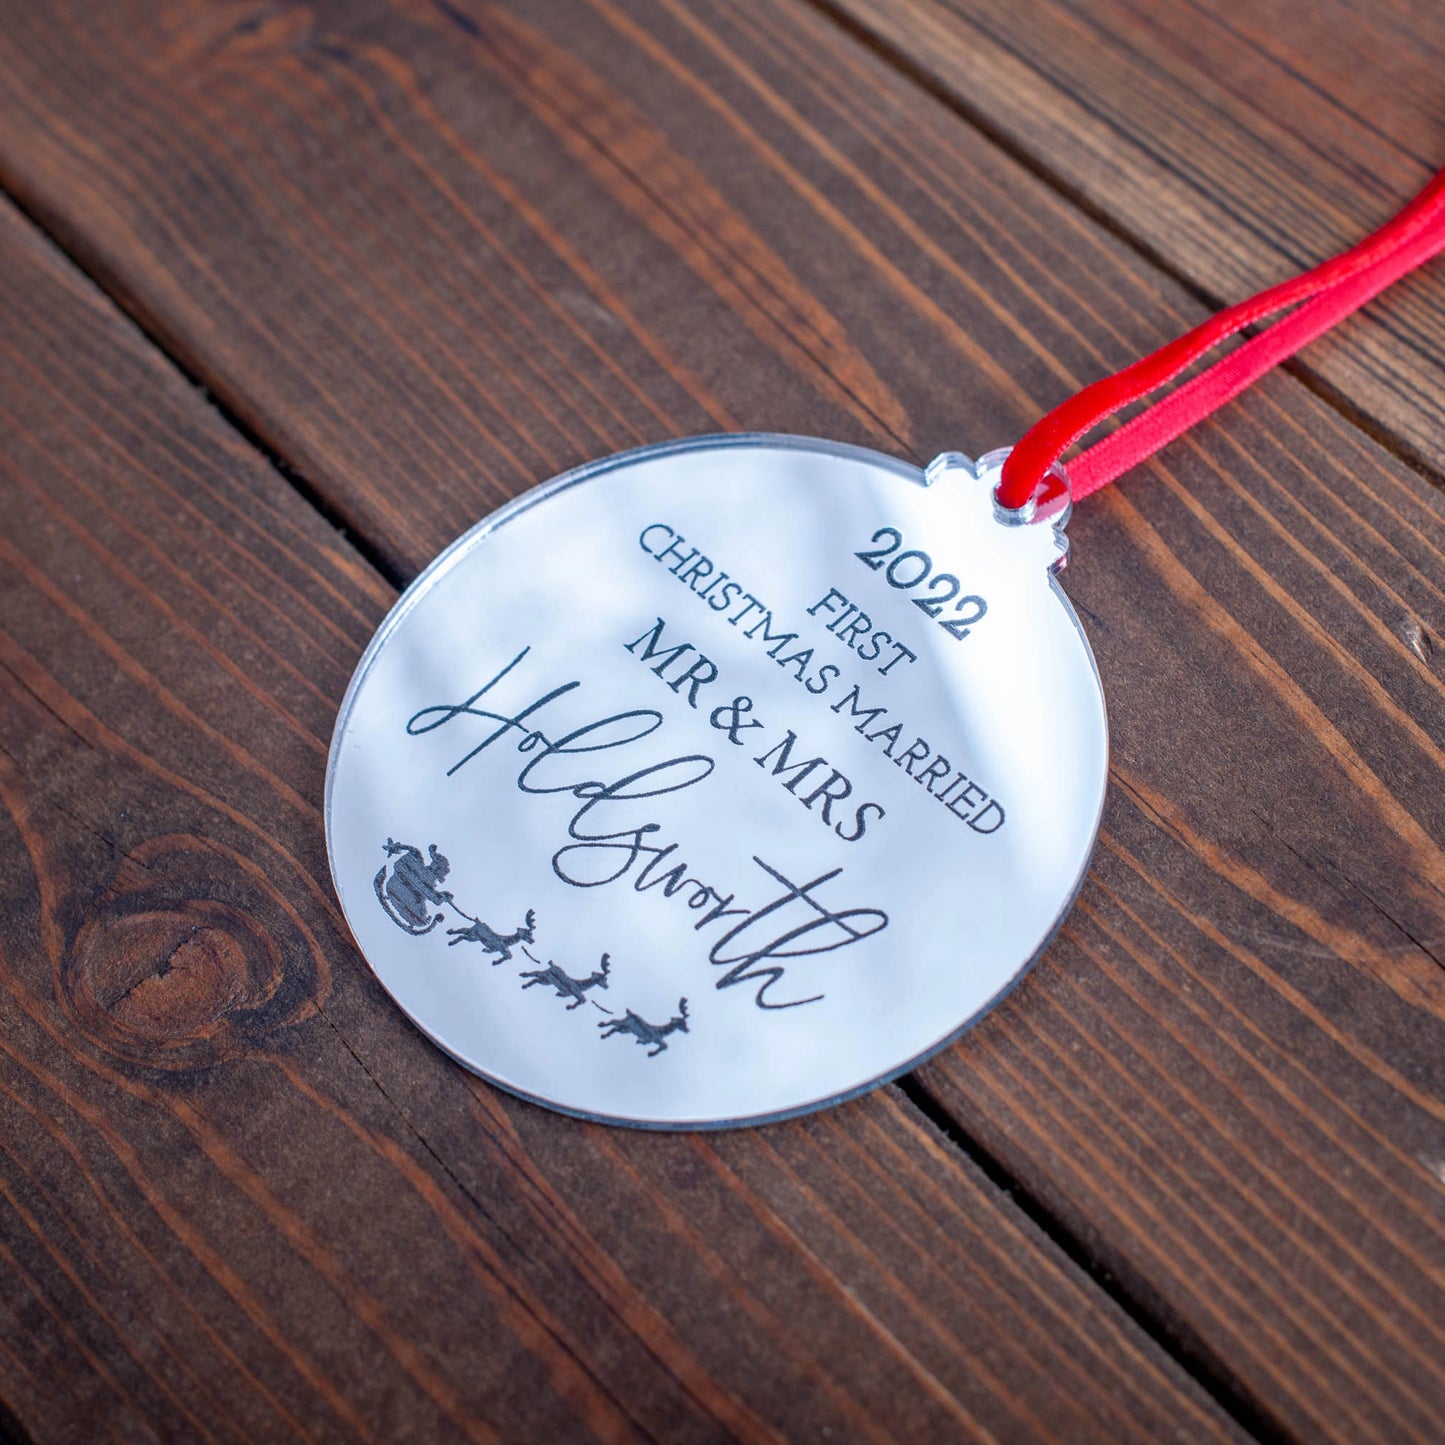 2022
FIRST
CHRISTMAS MARRIED
MR & MRS
Holdsworth